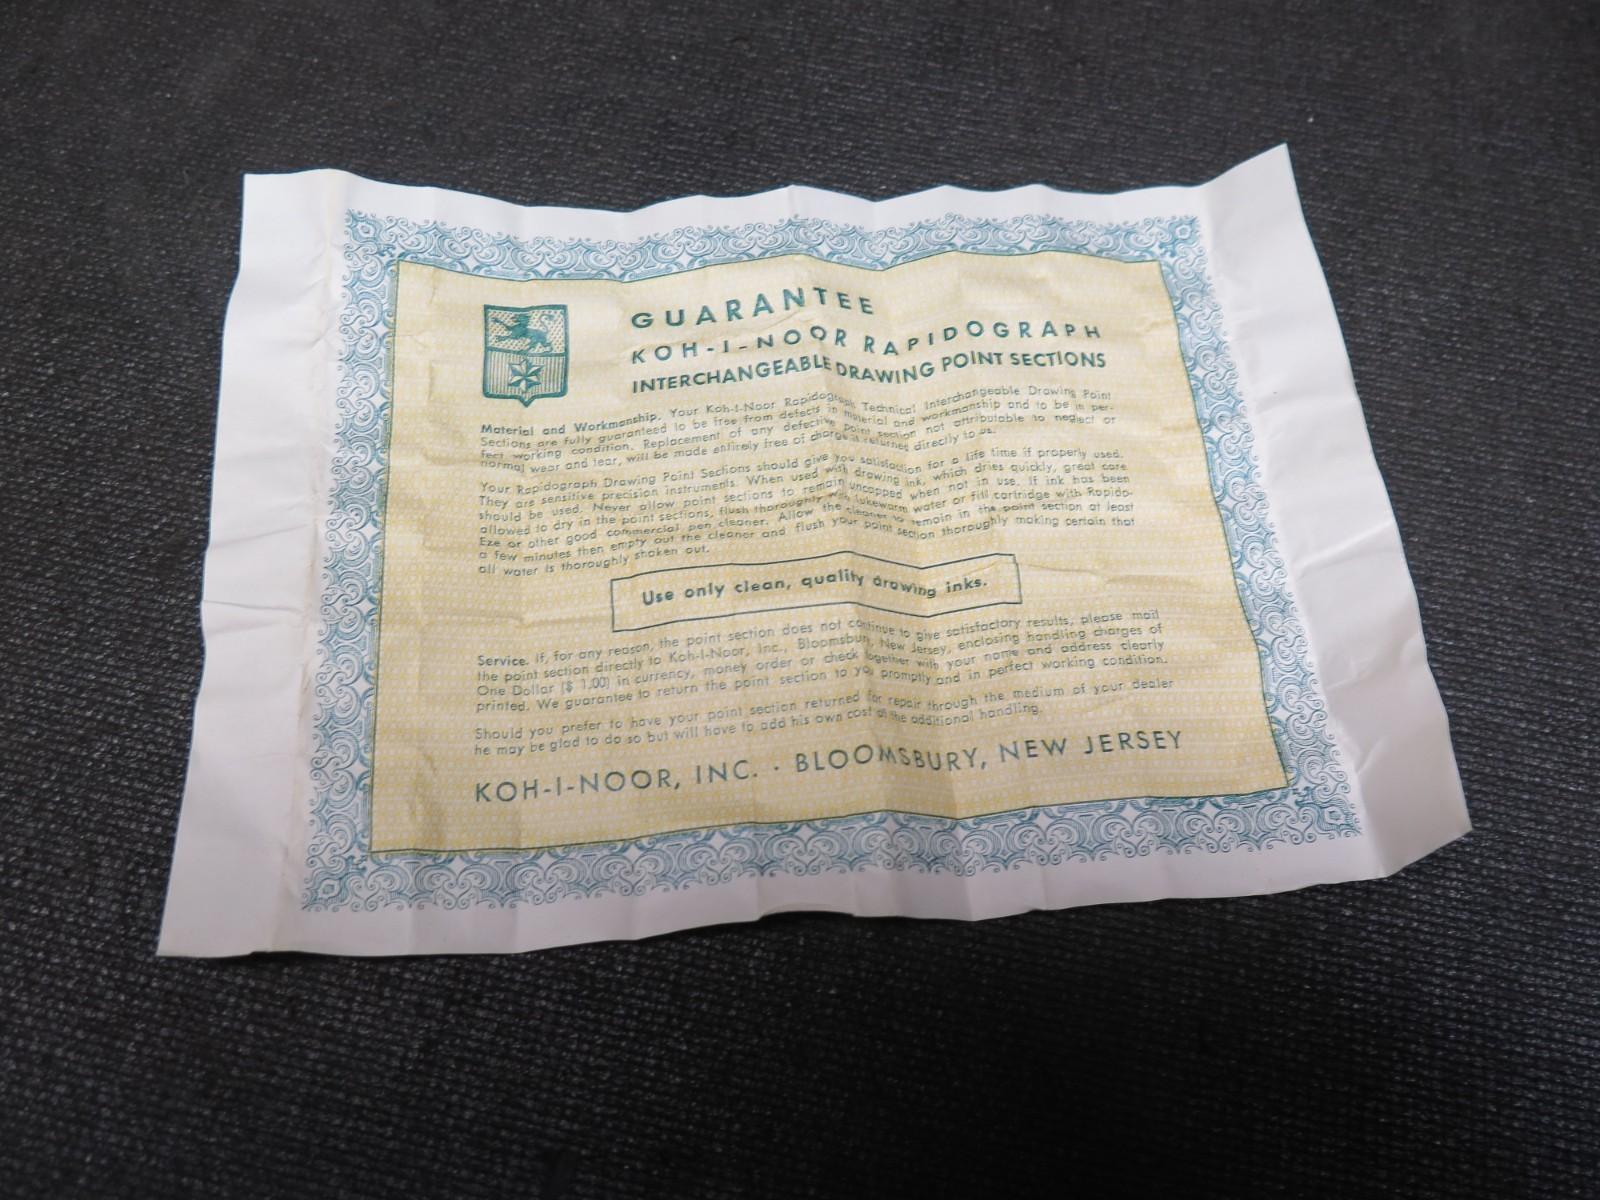 GUARANTEE
KOH-I-NOOR RAPIDOGRAPH
INTERCHANGEABLE DRAWING POINT SECTIONS
Material and Workmanship. Your Koh-I-Noor Rapidograph Technical Interchangeable Drawing Point
Sections are fully guaranteed to be free from defects in material and workmanship and to be in per-
fect working condition. Replacement of any defective point section not attributable to neglect or
normal wear and tear, will be made entirely free of charge if returned directly to us.
Your Rapidograph Drawing Point Sections should give you satisfaction for a life time if properly used.
They are sensitive precision instruments. When used with drawing ink, which dries quickly, great care
should be used. Never allow point sections to remain uncapped when not in use. If ink has been
allowed to dry in the point sections, flush thoroughly with lukewarm water or fill cartridge with Rapido-
Eze or other good commercial pen cleaner. Allow the cleaner to remain in the point section at least
a few minutes then empty out the cleaner and flush your point section thoroughly making certain that
all water is thoroughly shaken out.
Use only clean, quality drawing inks.
Service. If, for any reason, the point section does not continue to give satisfactory results, please mail
the point section directly to Koh-I-Noor, Inc., Bloomsbury, New Jersey, enclosing handling charges of
One Dollar ($ 1.00) in currency, money order or check together with your name and address clearly
printed. We guarantee to return the point section to you promptly and in perfect working condition.
Should you prefer to have your point section returned for repair through the medium of your dealer
he may be glad to do so but will have to add his own cost of the additional handling.
KOH-I-NOOR, INC. · BLOOMSBURY, NEW JERSEY